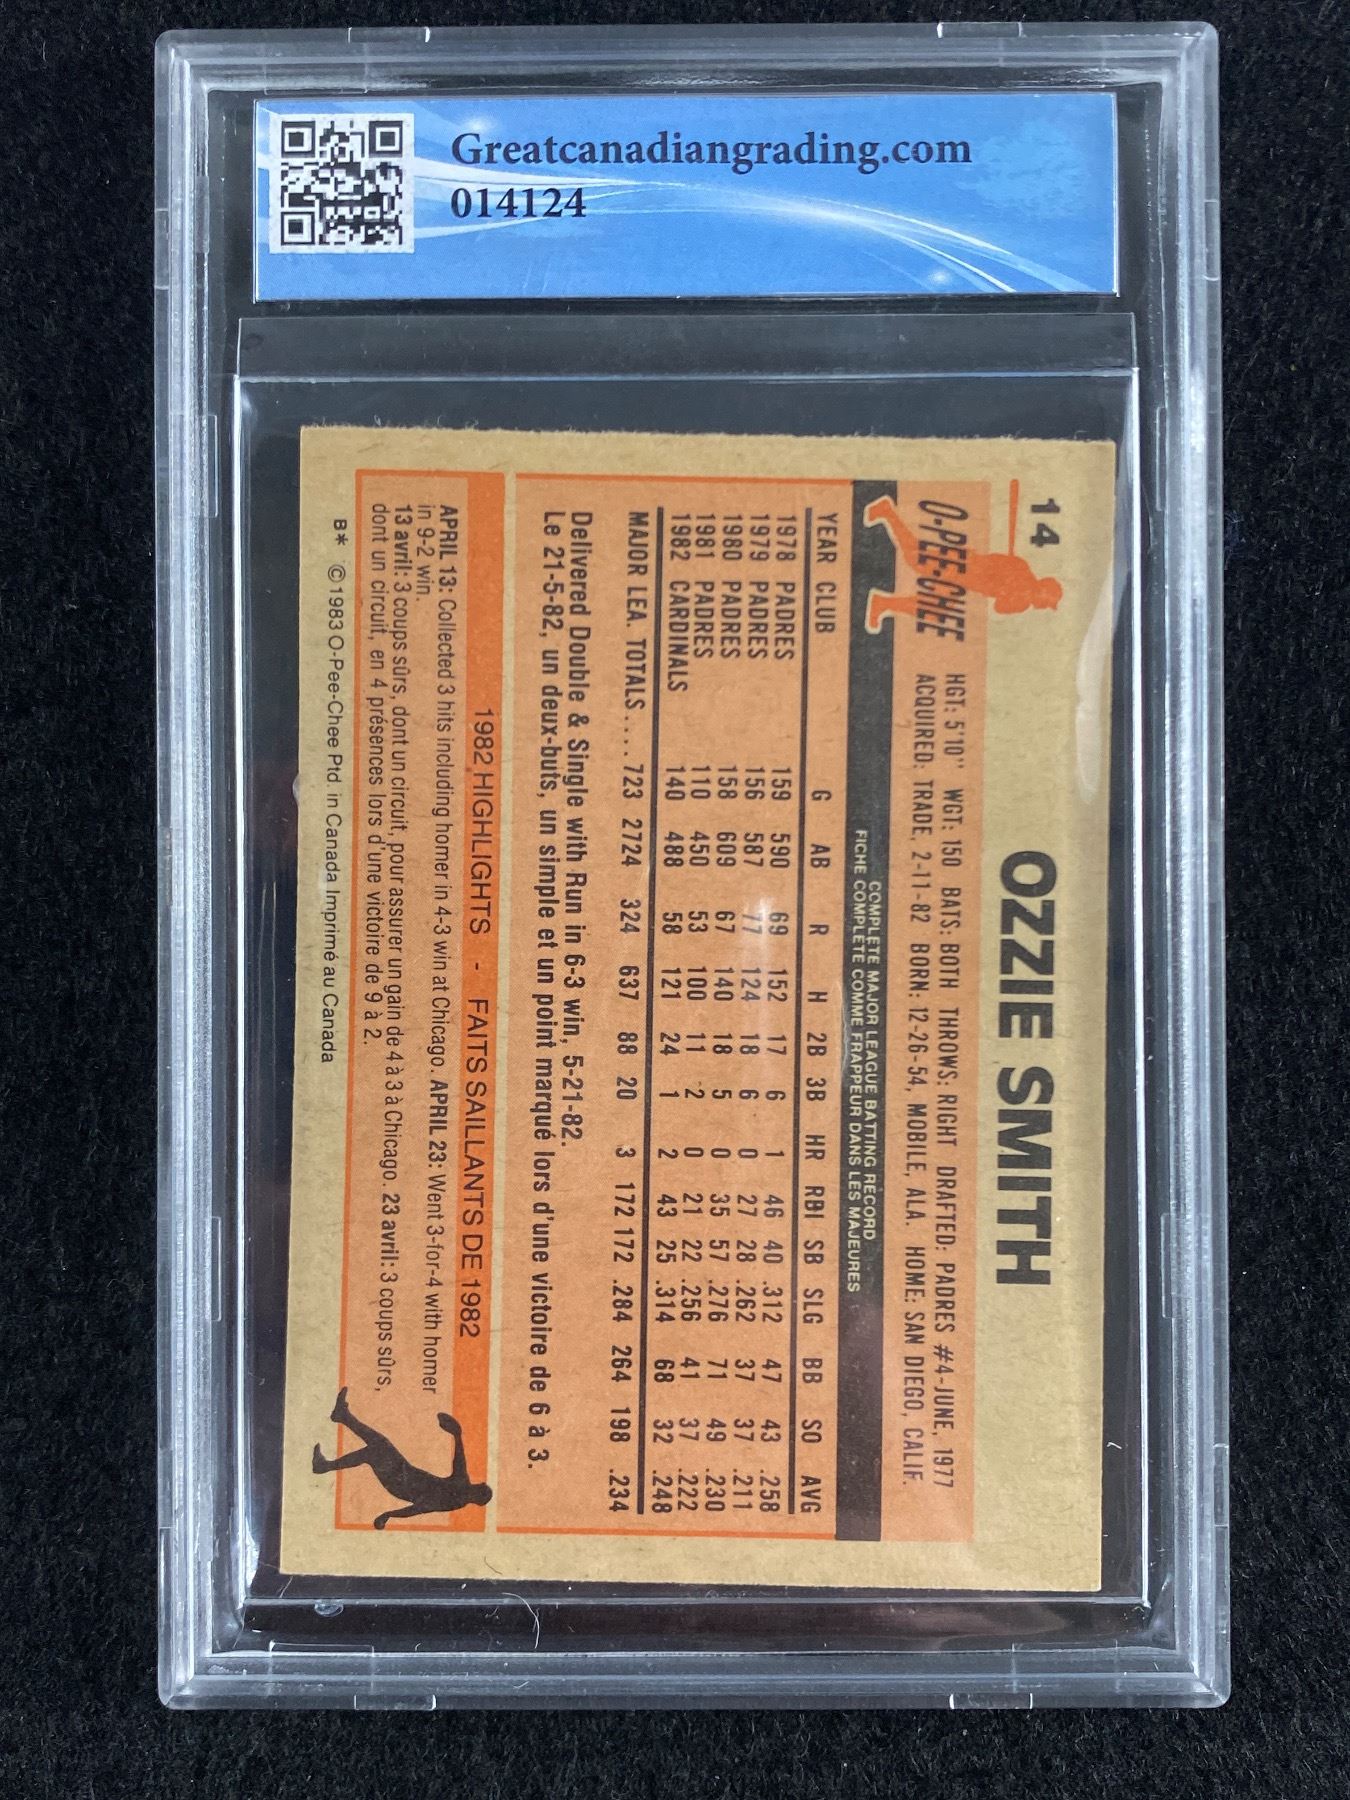 Greatcanadiangrading.com
014124
14
OZZIE SMITH
O-PEE-CHEE
HGT: 5'10" WGT: 150 BATS: BOTH THROWS: RIGHT DRAFTED: PADRES #4-JUNE, 1977
ACQUIRED: TRADE, 2-11-82 BORN: 12-26-54, MOBILE, ALA. HOME: SAN DIEGO, CALIF.
COMPLETE MAJOR LEAGUE BATTING RECORD
FICHE COMPLÈTE COMME FRAPPEUR DANS LES MAJEURES
YEAR CLUB G AB R H 2B 3B HR RBI SB SLG BB SO AVG
1978 PADRES 159 590 69 152 17 6 1 46 40 .312 47 43 .258
1979 PADRES 156 587 77 124 18 6 0 27 28 .262 37 37 .211
1980 PADRES 158 609 67 140 18 5 0 35 57 .276 71 49 .230
1981 PADRES 110 450 53 100 11 2 0 21 22 .256 41 37 .222
1982 CARDINALS 140 488 58 121 24 1 2 43 25 .314 68 32 .248
MAJOR LEA. TOTALS.... 723 2724 324 637 88 20 3 172 172 .284 264 198 .234
Delivered Double & Single with Run in 6-3 win, 5-21-82.
Le 21-5-82, un deux-buts, un simple et un point marqué lors d'une victoire de 6 à 3.
1982 HIGHLIGHTS - FAITS SAILLANTS DE 1982
APRIL 13: Collected 3 hits including homer in 4-3 win at Chicago. APRIL 23: Went 3-for-4 with homer
in 9-2 win.
13 avril: 3 coups sûrs, dont un circuit, pour assurer un gain de 4 à 3 à Chicago. 23 avril: 3 coups sûrs,
dont un circuit, en 4 présences lors d'une victoire de 9 à 2.
B* ©1983 O-Pee-Chee Ptd. in Canada Imprimé au Canada